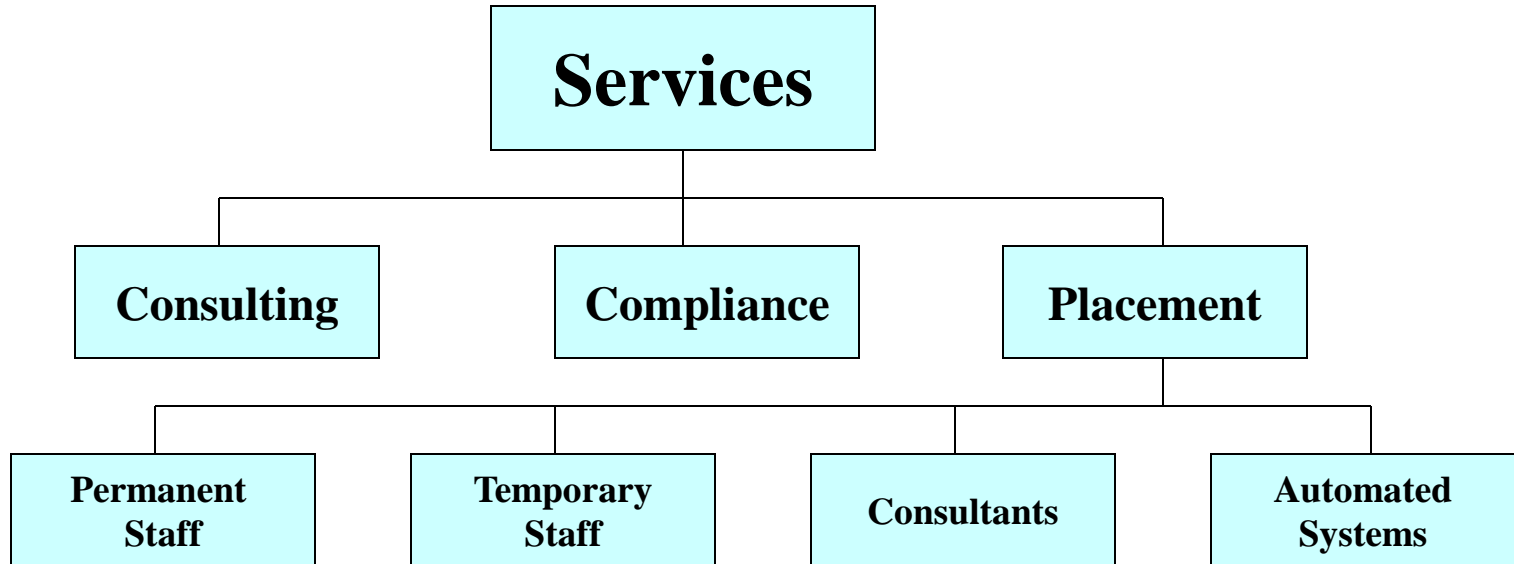 Services
Consulting
Compliance
Placement
Permanent
Staff
Temporary
Staff
Consultants
Automated
Systems